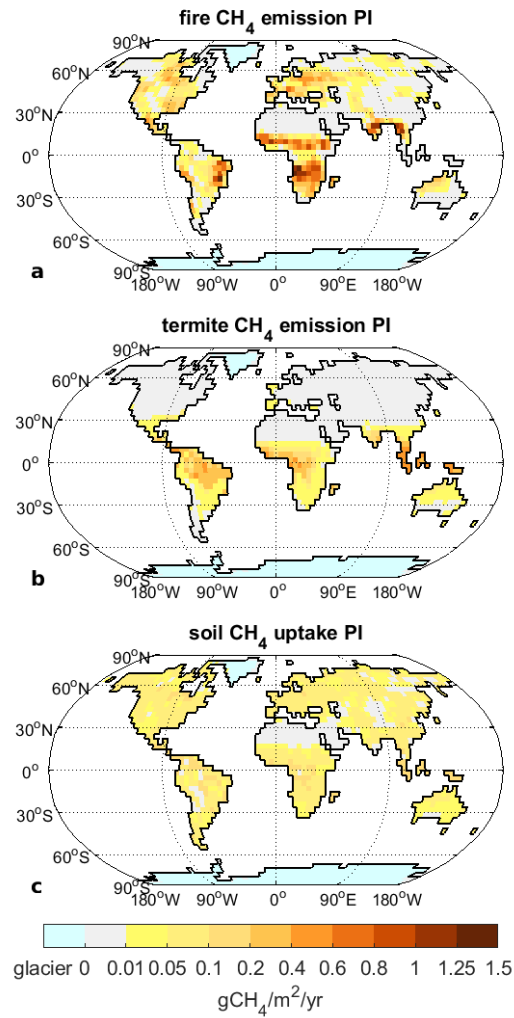 fire CH4 emission PI
90°N
60°N
30°N
0°
30°S
60°S
90°S
180°W 90°W 0° 90°E 180°W
a
termite CH4 emission PI
90°N
60°N
30°N
0°
30°S
60°S
90°S
180°W 90°W 0° 90°E 180°W
b
soil CH4 uptake PI
90°N
60°N
30°N
0°
30°S
60°S
90°S
180°W 90°W 0° 90°E 180°W
c
glacier 0 0.01 0.05 0.1 0.2 0.4 0.6 0.8 1 1.25 1.5
gCH4/m2/yr